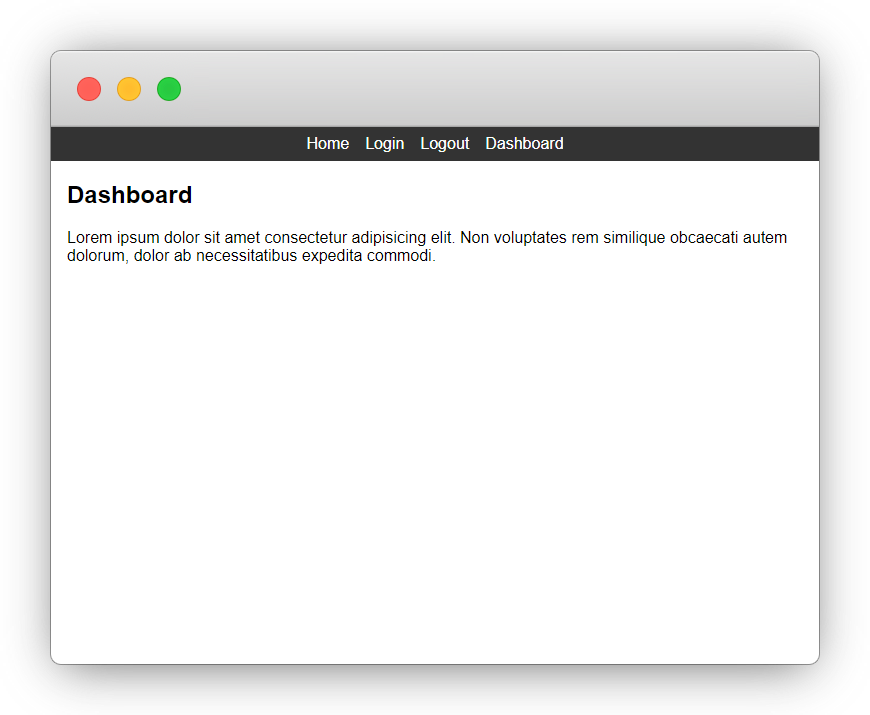 Home Login Logout Dashboard
Dashboard
Lorem ipsum dolor sit amet consectetur adipisicing elit. Non voluptates rem similique obcaecati autem
dolorum, dolor ab necessitatibus expedita commodi.